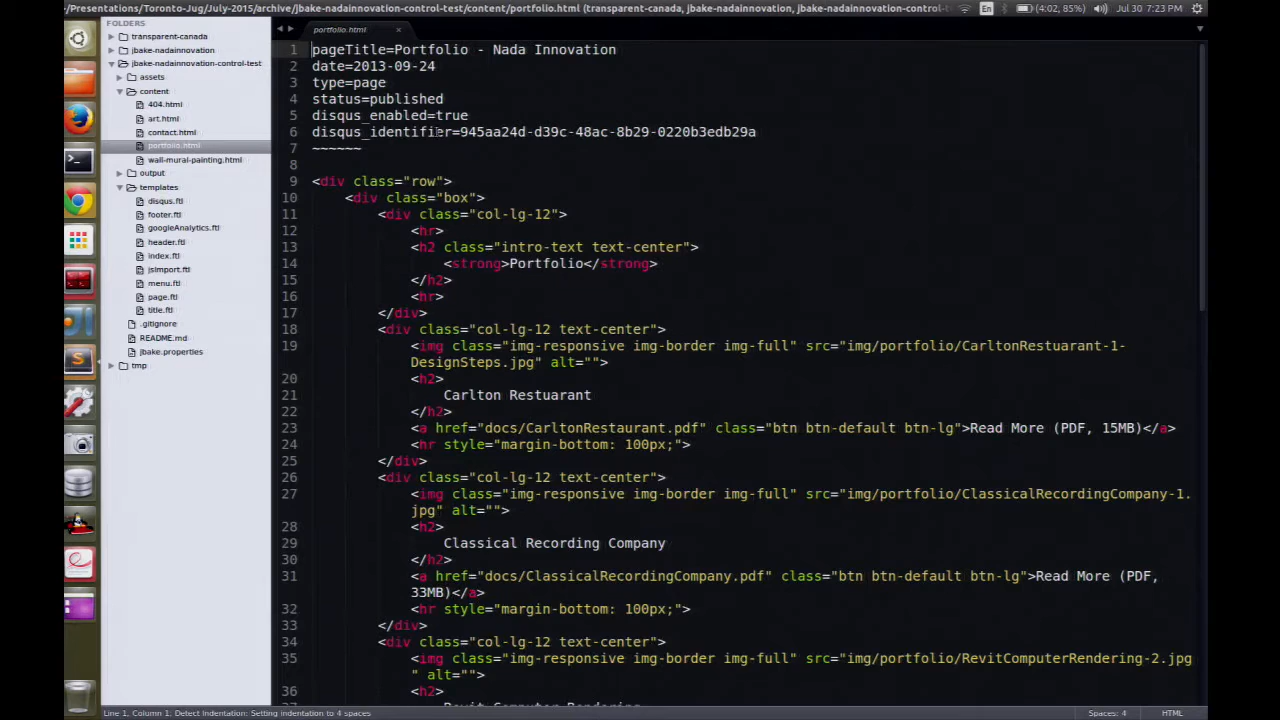 -/Presentations/Toronto-Jug/July-2015/archive/jbake-nadainnovation-control-test/content/portfolio.html (transparent-canada, jbake-nadainnovation, jbake-nadainnovation-control-t
En
(4:02, 85%)
Jul 30 7:23 PM
FOLDERS
transparent-canada
jbake-nadainnovation
jbake-nadainnovation-control-test
assets
content
404.html
art.html
contact.html
portfolio.html
wall-mural-painting.html
output
templates
disqus.ftl
footer.ftl
googleAnalytics.ftl
header.ftl
index.ftl
jsImport.ftl
menu.ftl
page.ftl
title.ftl
.gitignore
README.md
jbake.properties
tmp
portfolio.html
1 pageTitle=Portfolio - Nada Innovation
2 date=2013-09-24
3 type=page
4 status=published
5 disqus_enabled=true
6 disqus_identifier=945aac4d-d39c-48ac-8b29-0220b3edb29a
7 ~~~~~~
8
9 <div class="row">
10 <div class="box">
11 <div class="col-lg-12">
12 <hr>
13 <h2 class="intro-text text-center">
14 <strong>Portfolio</strong>
15 </h2>
16 <hr>
17 </div>
18 <div class="col-lg-12 text-center">
19 <img class="img-responsive img-border img-full" src="img/portfolio/CarltonRestuarant-1-
DesignSteps.jpg" alt="">
20 <h2>
21 Carlton Restuarant
22 </h2>
23 <a href="docs/CarltonRestaurant.pdf" class="btn btn-default btn-lg">Read More (PDF, 15MB)</a>
24 <hr style="margin-bottom: 100px;">
25 </div>
26 <div class="col-lg-12 text-center">
27 <img class="img-responsive img-border img-full" src="img/portfolio/ClassicalRecordingCompany-1.
jpg" alt="">
28 <h2>
29 Classical Recording Company
30 </h2>
31 <a href="docs/ClassicalRecordingCompany.pdf" class="btn btn-default btn-lg">Read More (PDF,
33MB)</a>
32 <hr style="margin-bottom: 100px;">
33 </div>
34 <div class="col-lg-12 text-center">
35 <img class="img-responsive img-border img-full" src="img/portfolio/RevitComputerRendering-2.jpg
" alt="">
36 <h2>
Line 1, Column 1; Detect Indentation: Setting indentation to 4 spaces
Spaces: 4
HTML